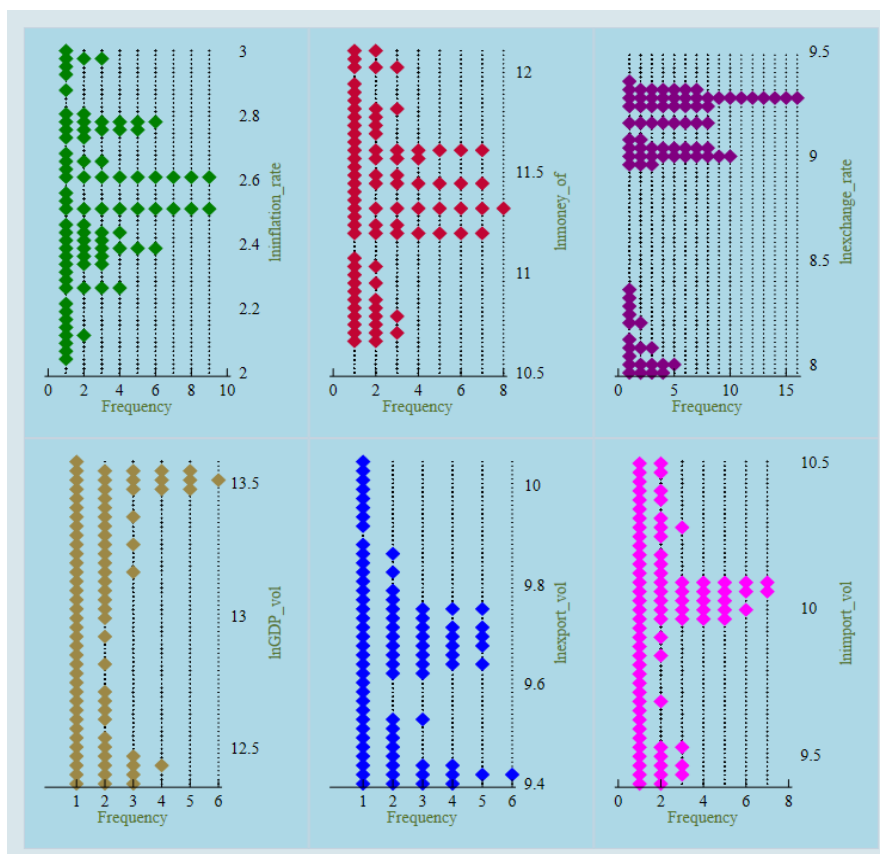 3
2.8
2.6
2.4
2.2
2
lninflation_rate
0 2 4 6 8 10
Frequency
12
11.5
11
10.5
lnmoney_of
0 1 2 3 4 5 6 7 8
Frequency
9.5
9
8.5
8
lnexchange_rate
0 5 10 15
Frequency
13.5
13
12.5
lnGDP_vol
1 2 3 4 5 6
Frequency
10
9.8
9.6
9.4
lnexport_vol
1 2 3 4 5 6
Frequency
10.5
10
9.5
lnimport_vol
0 2 4 6 8
Frequency